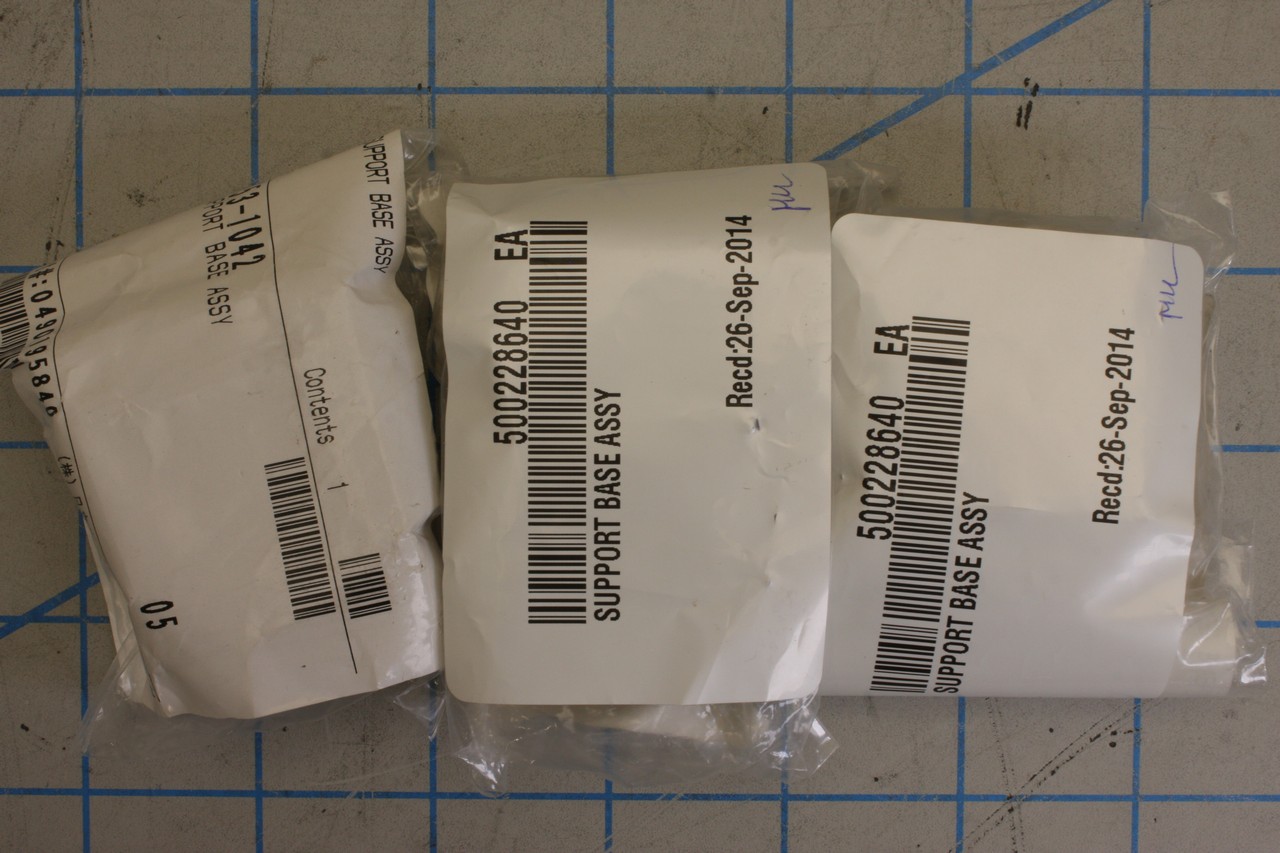 UPPORT BASE ASSY
3-1042
PORT BASE ASSY
Contents 1
05
500228640 EA
SUPPORT BASE ASSY
Recd:26-Sep-2014
500228640 EA
SUPPORT BASE ASSY
Recd:26-Sep-2014